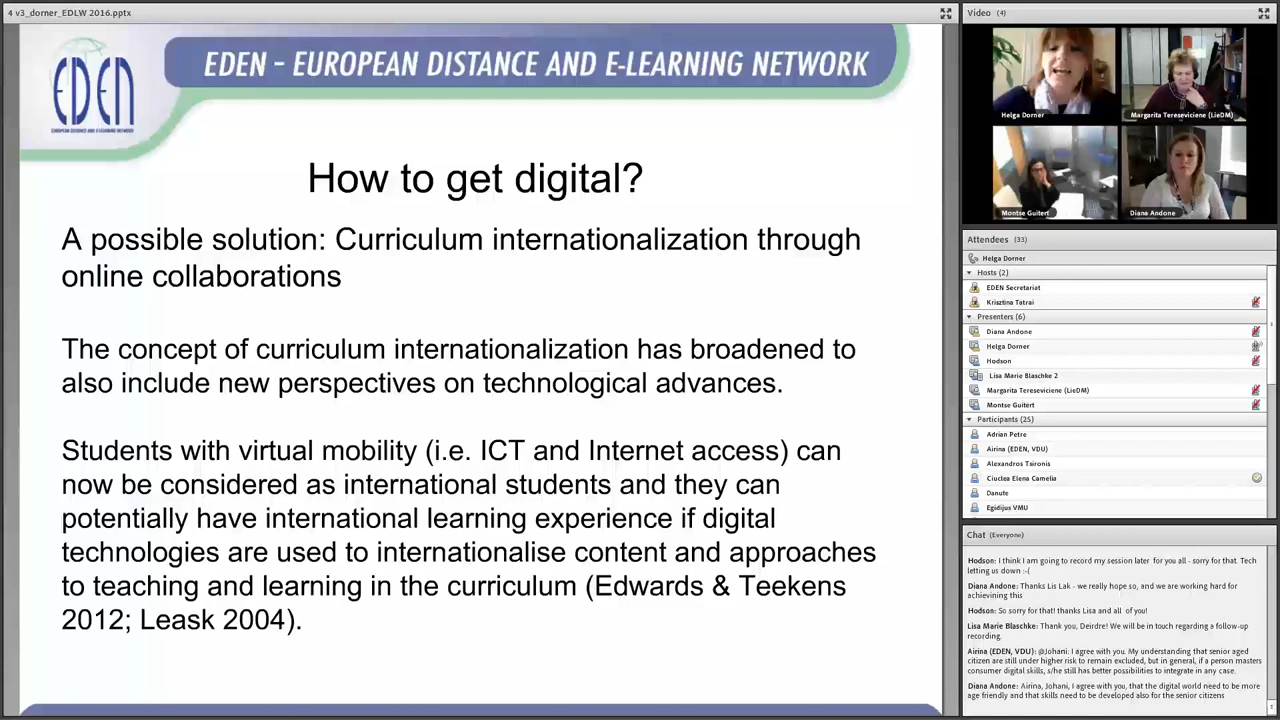 4 v3_dorner_EDLW 2016.pptx
EDEN
EUROPEAN DISTANCE AND E-LEARNING NETWORK
EDEN – EUROPEAN DISTANCE AND E-LEARNING NETWORK
How to get digital?
A possible solution: Curriculum internationalization through
online collaborations
The concept of curriculum internationalization has broadened to
also include new perspectives on technological advances.
Students with virtual mobility (i.e. ICT and Internet access) can
now be considered as international students and they can
potentially have international learning experience if digital
technologies are used to internationalise content and approaches
to teaching and learning in the curriculum (Edwards & Teekens
2012; Leask 2004).
Video (4)
Helga Dorner
Margarita Tereseviciene (LieDM)
Montse Guitert
Diana Andone
Attendees (33)
Helga Dorner
Hosts (2)
EDEN Secretariat
Krisztina Tatrai
Presenters (6)
Diana Andone
Helga Dorner
Hodson
Lisa Marie Blaschke 2
Margarita Tereseviciene (LieDM)
Montse Guitert
Participants (25)
Adrian Petre
Airina (EDEN, VDU)
Alexandros Tsironis
Ciuclea Elena Camelia
Danute
Egidijus VMU
Chat (Everyone)
Hodson: I think I am going to record my session later for you all - sorry for that. Tech
letting us down :-(
Diana Andone: Thanks Lis Lak - we really hope so, and we are working hard for
achievining this
Hodson: So sorry for that! thanks Lisa and all of you!
Lisa Marie Blaschke: Thank you, Deirdre! We will be in touch regarding a follow-up
recording.
Airina (EDEN, VDU): @Johani: I agree with you. My understanding that senior aged
citizen are still under higher risk to remain excluded, but in general, if a person masters
consumer digital skills, s/he still has better possibilities to integrate in any case.
Diana Andone: Airina, Johani, I agree with you, that the digital world need to be more
age friendly and that skills need to be developed also for the senior citizens